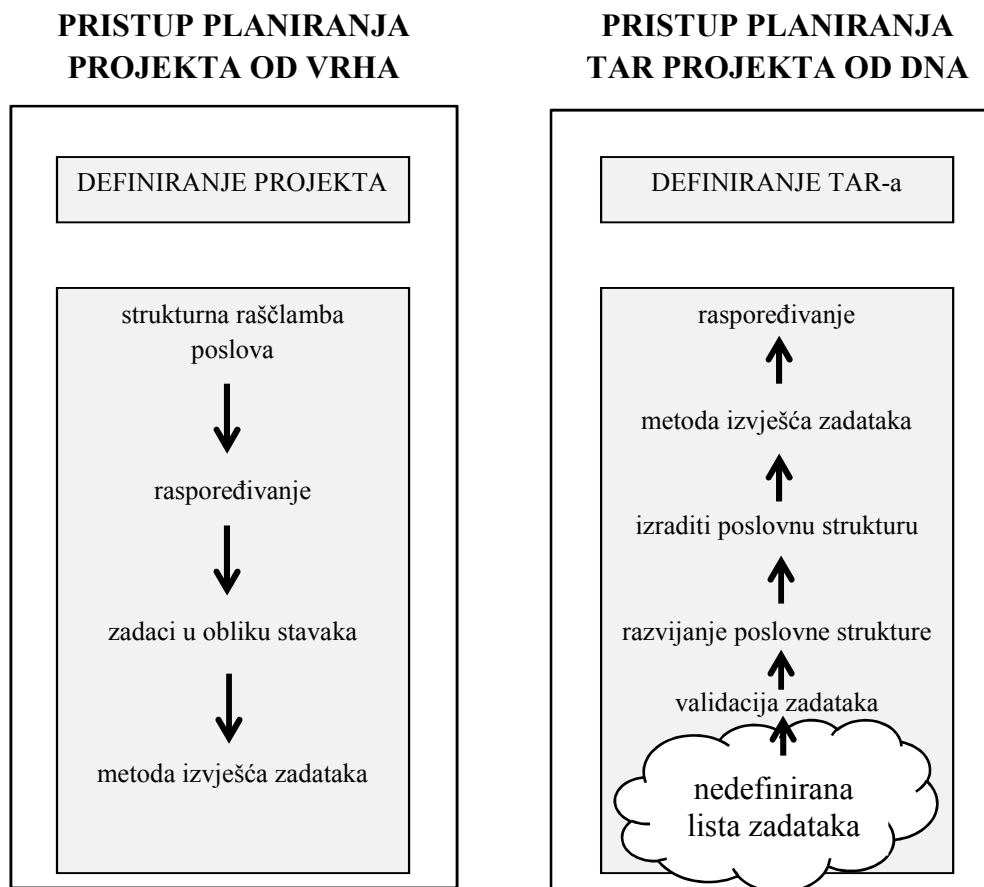 PRISTUP PLANIRANJA
PROJEKTA OD VRHA
DEFINIRANJE PROJEKTA
strukturna raščlamba
poslova
raspoređivanje
zadaci u obliku stavaka
metoda izvješća zadataka
PRISTUP PLANIRANJA
TAR PROJEKTA OD DNA
DEFINIRANJE TAR-a
raspoređivanje
metoda izvješća zadataka
izraditi poslovnu strukturu
razvijanje poslovne strukture
validacija zadataka
nedefinirana
lista zadataka